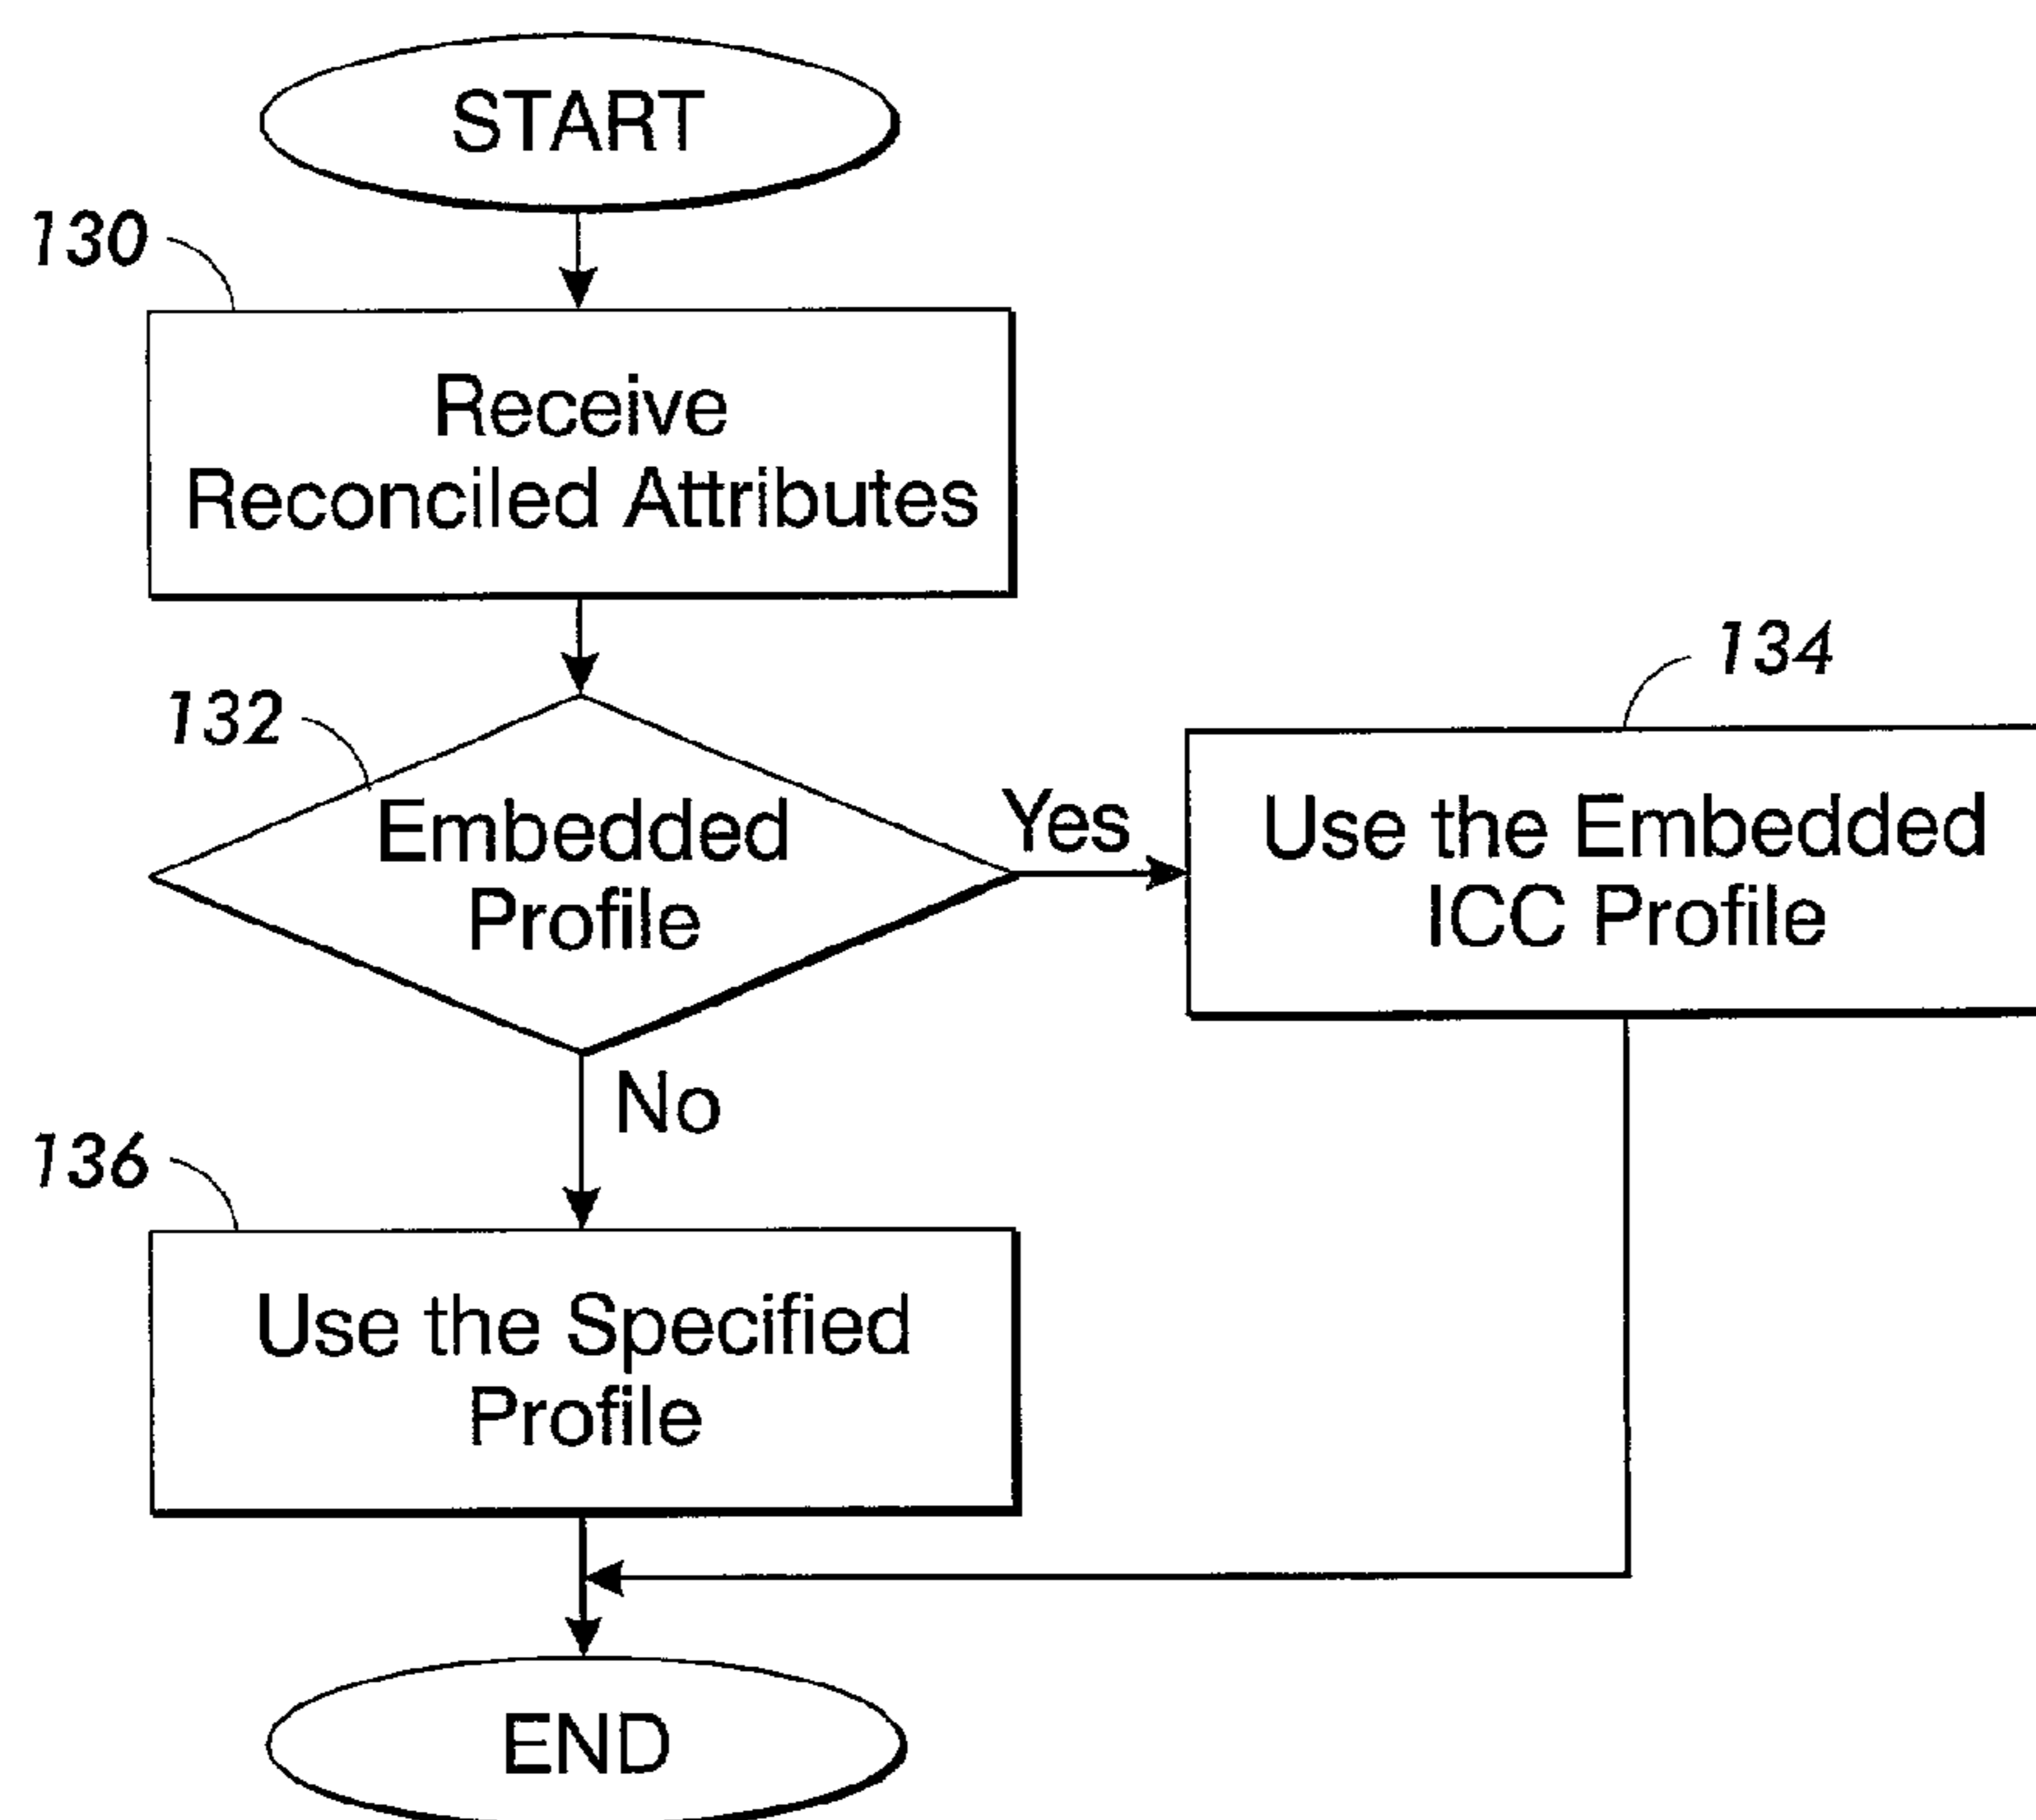 START
130
Receive
Reconciled Attributes
132
Embedded
Profile
Yes
134
Use the Embedded
ICC Profile
No
136
Use the Specified
Profile
END